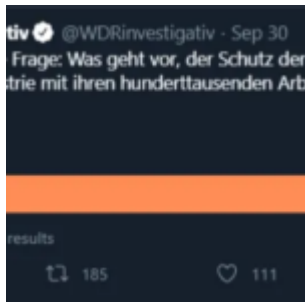 tiv @WDRinvestigativ · Sep 30
Frage: Was geht vor, der Schutz der
strie mit ihren hunderttausenden Arb
results
185 111